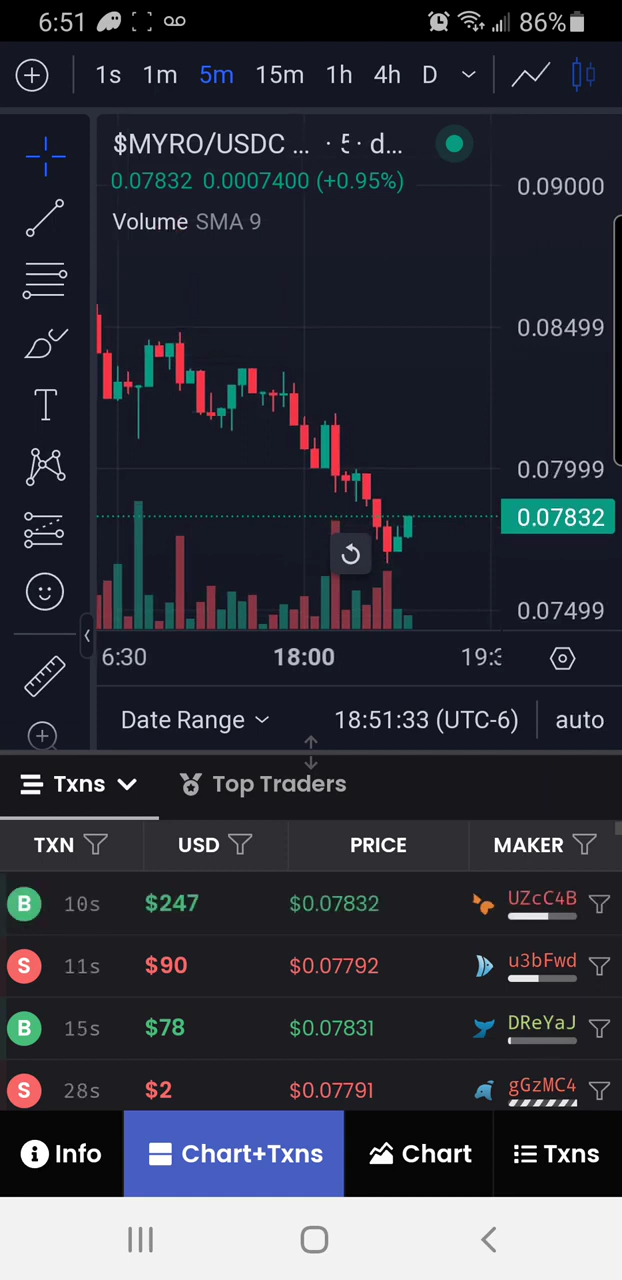 6:51 86%
1s 1m 5m 15m 1h 4h D
$MYRO/USDC ... · 5 · d...
0.07832 0.0007400 (+0.95%)
Volume SMA 9
0.09000
0.08499
0.07999
0.07832
0.07499
T
6:30 18:00 19:3
Date Range 18:51:33 (UTC-6) auto
Txns Top Traders
TXN USD PRICE MAKER
B 10s $247 $0.07832 UZcC4B
S 11s $90 $0.07792 u3bFwd
B 15s $78 $0.07831 DReYaJ
S 28s $2 $0.07791 gGzMC4
Info Chart+Txns Chart Txns